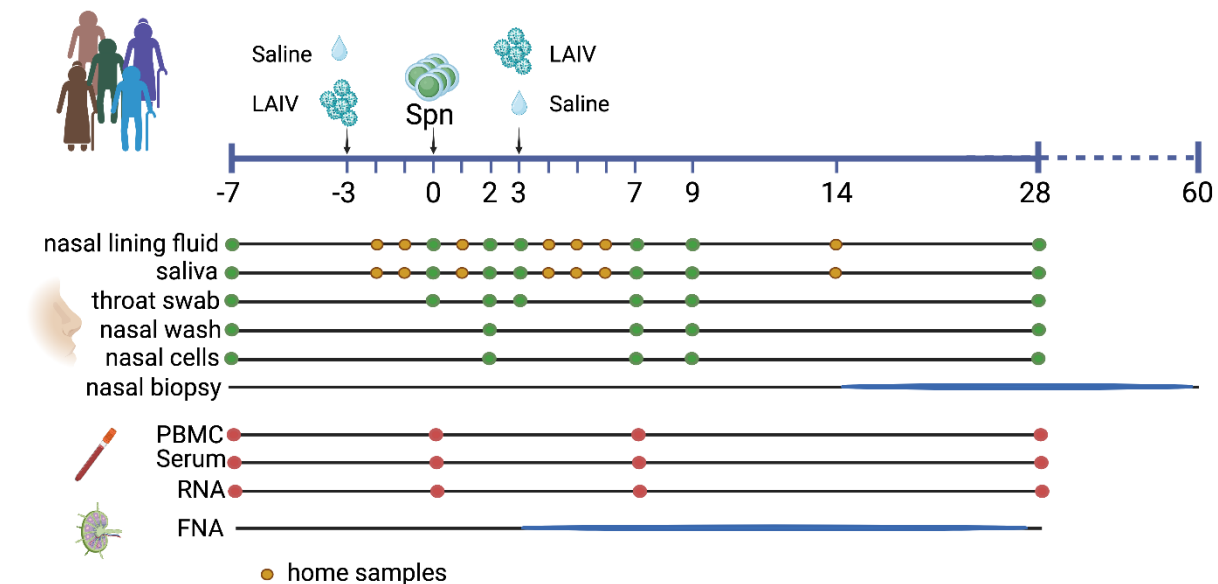 Saline LAIV
LAIV Spn Saline
-7 -3 0 2 3 7 9 14 28 60
nasal lining fluid
saliva
throat swab
nasal wash
nasal cells
nasal biopsy
PBMC
Serum
RNA
FNA
home samples